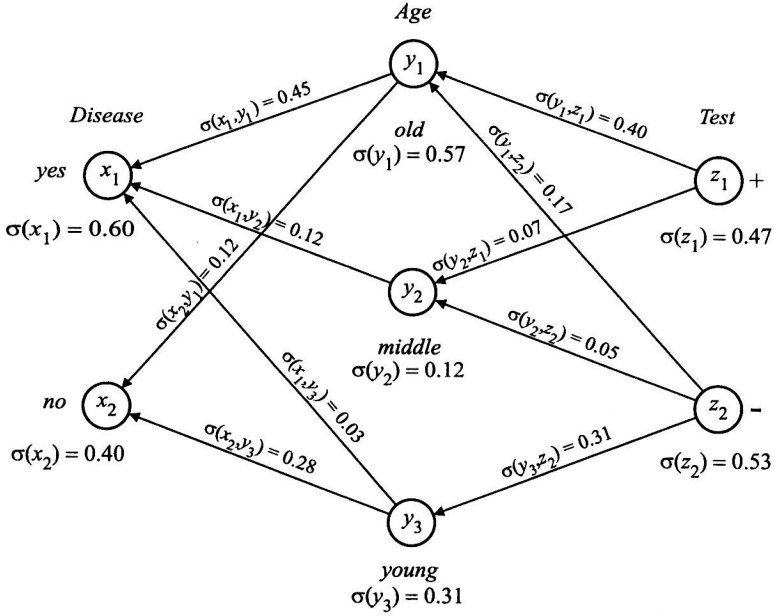 Age
y₁
σ(x₁,y₁) = 0.45
σ(y₁,z₁) = 0.40
Disease
Test
old
σ(y₁) = 0.57
σ(y₁,z₂) = 0.17
yes
x₁
z₁ +
σ(x₁) = 0.60
σ(x₁,y₂) = 0.12
σ(z₁) = 0.47
σ(x₂,y₁) = 0.12
σ(y₂,z₁) = 0.07
y₂
σ(y₂,z₂) = 0.05
middle
σ(y₂) = 0.12
σ(x₁,y₃) = 0.03
no
x₂
z₂ -
σ(x₂) = 0.40
σ(x₂,y₃) = 0.28
σ(y₃,z₂) = 0.31
σ(z₂) = 0.53
y₃
young
σ(y₃) = 0.31